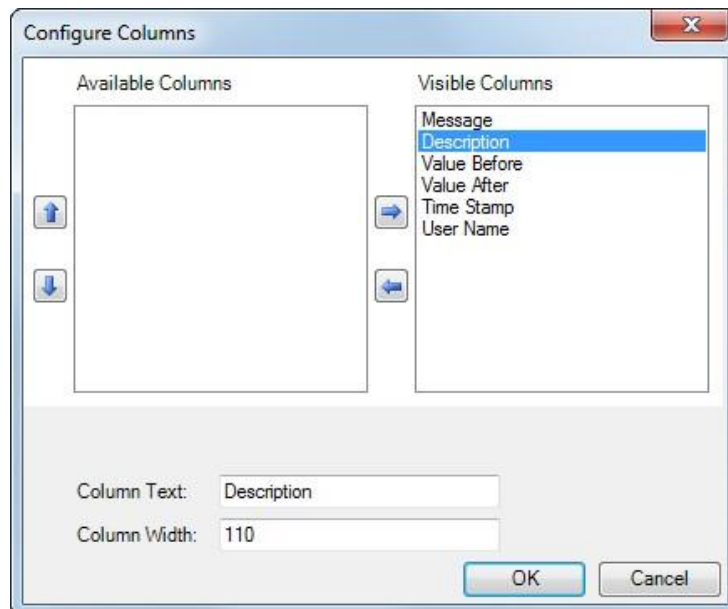 Configure Columns
Available Columns
Visible Columns
Message
Description
Value Before
Value After
Time Stamp
User Name
Column Text: Description
Column Width: 110
OK Cancel